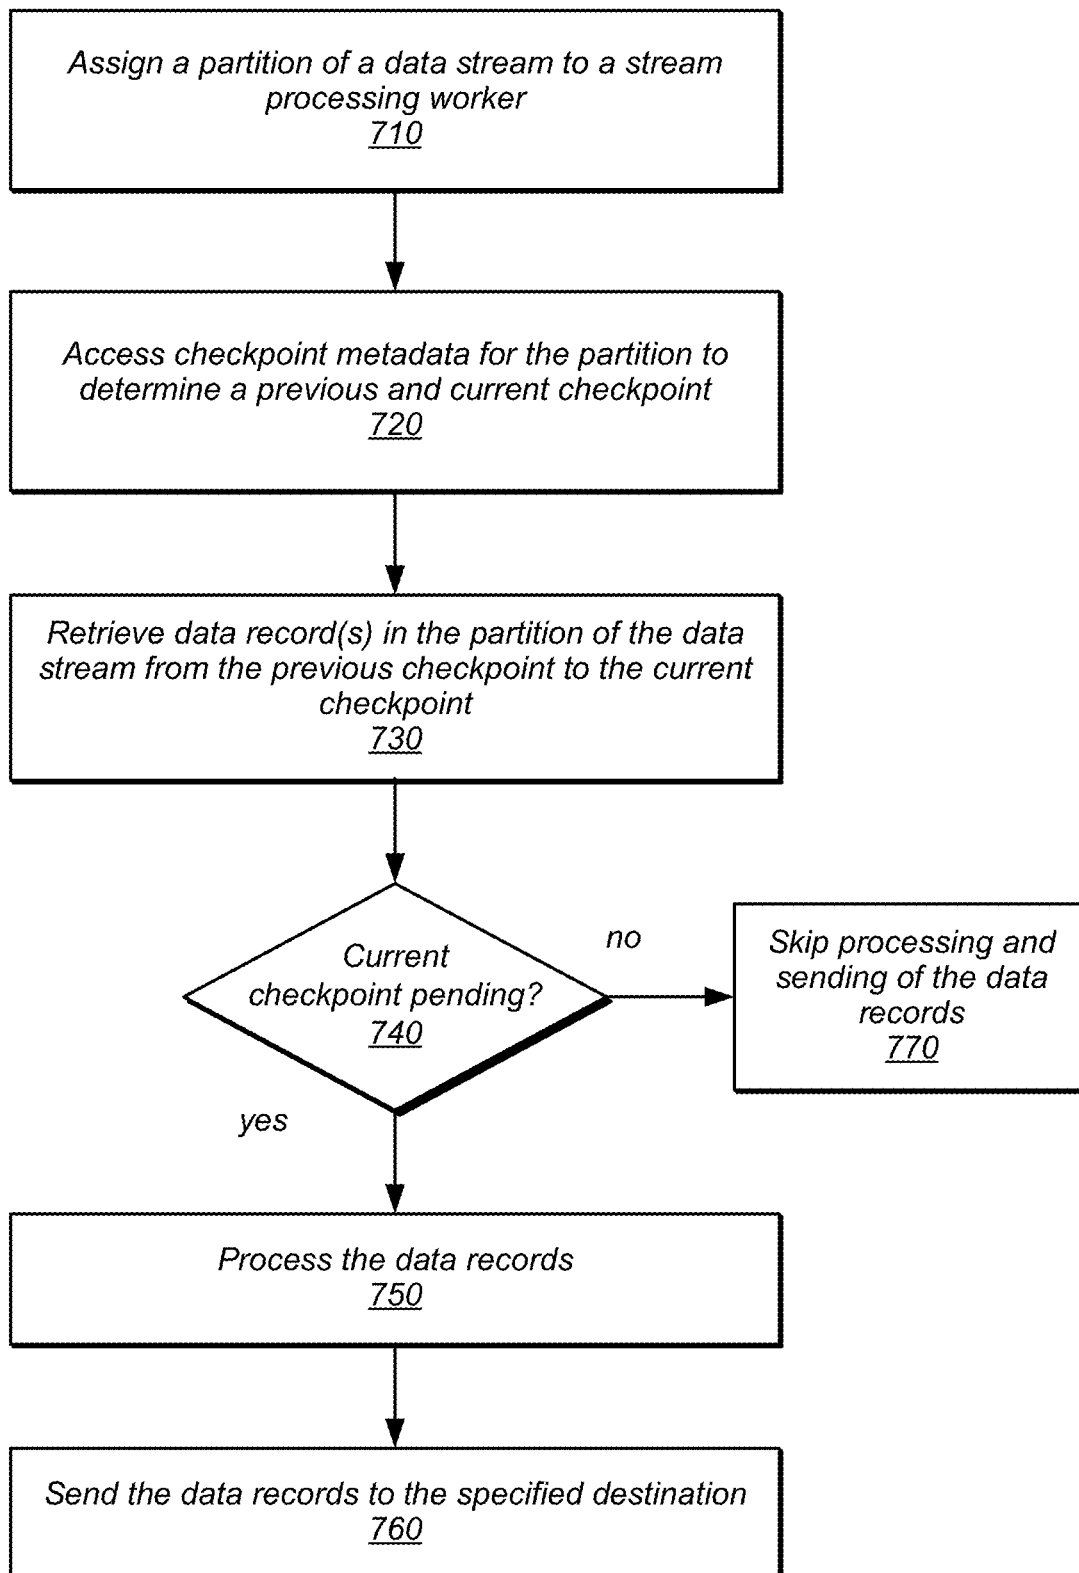 Assign a partition of a data stream to a stream
processing worker
710
Access checkpoint metadata for the partition to
determine a previous and current checkpoint
720
Retrieve data record(s) in the partition of the data
stream from the previous checkpoint to the current
checkpoint
730
Current
checkpoint pending?
740
no
Skip processing and
sending of the data
records
770
yes
Process the data records
750
Send the data records to the specified destination
760